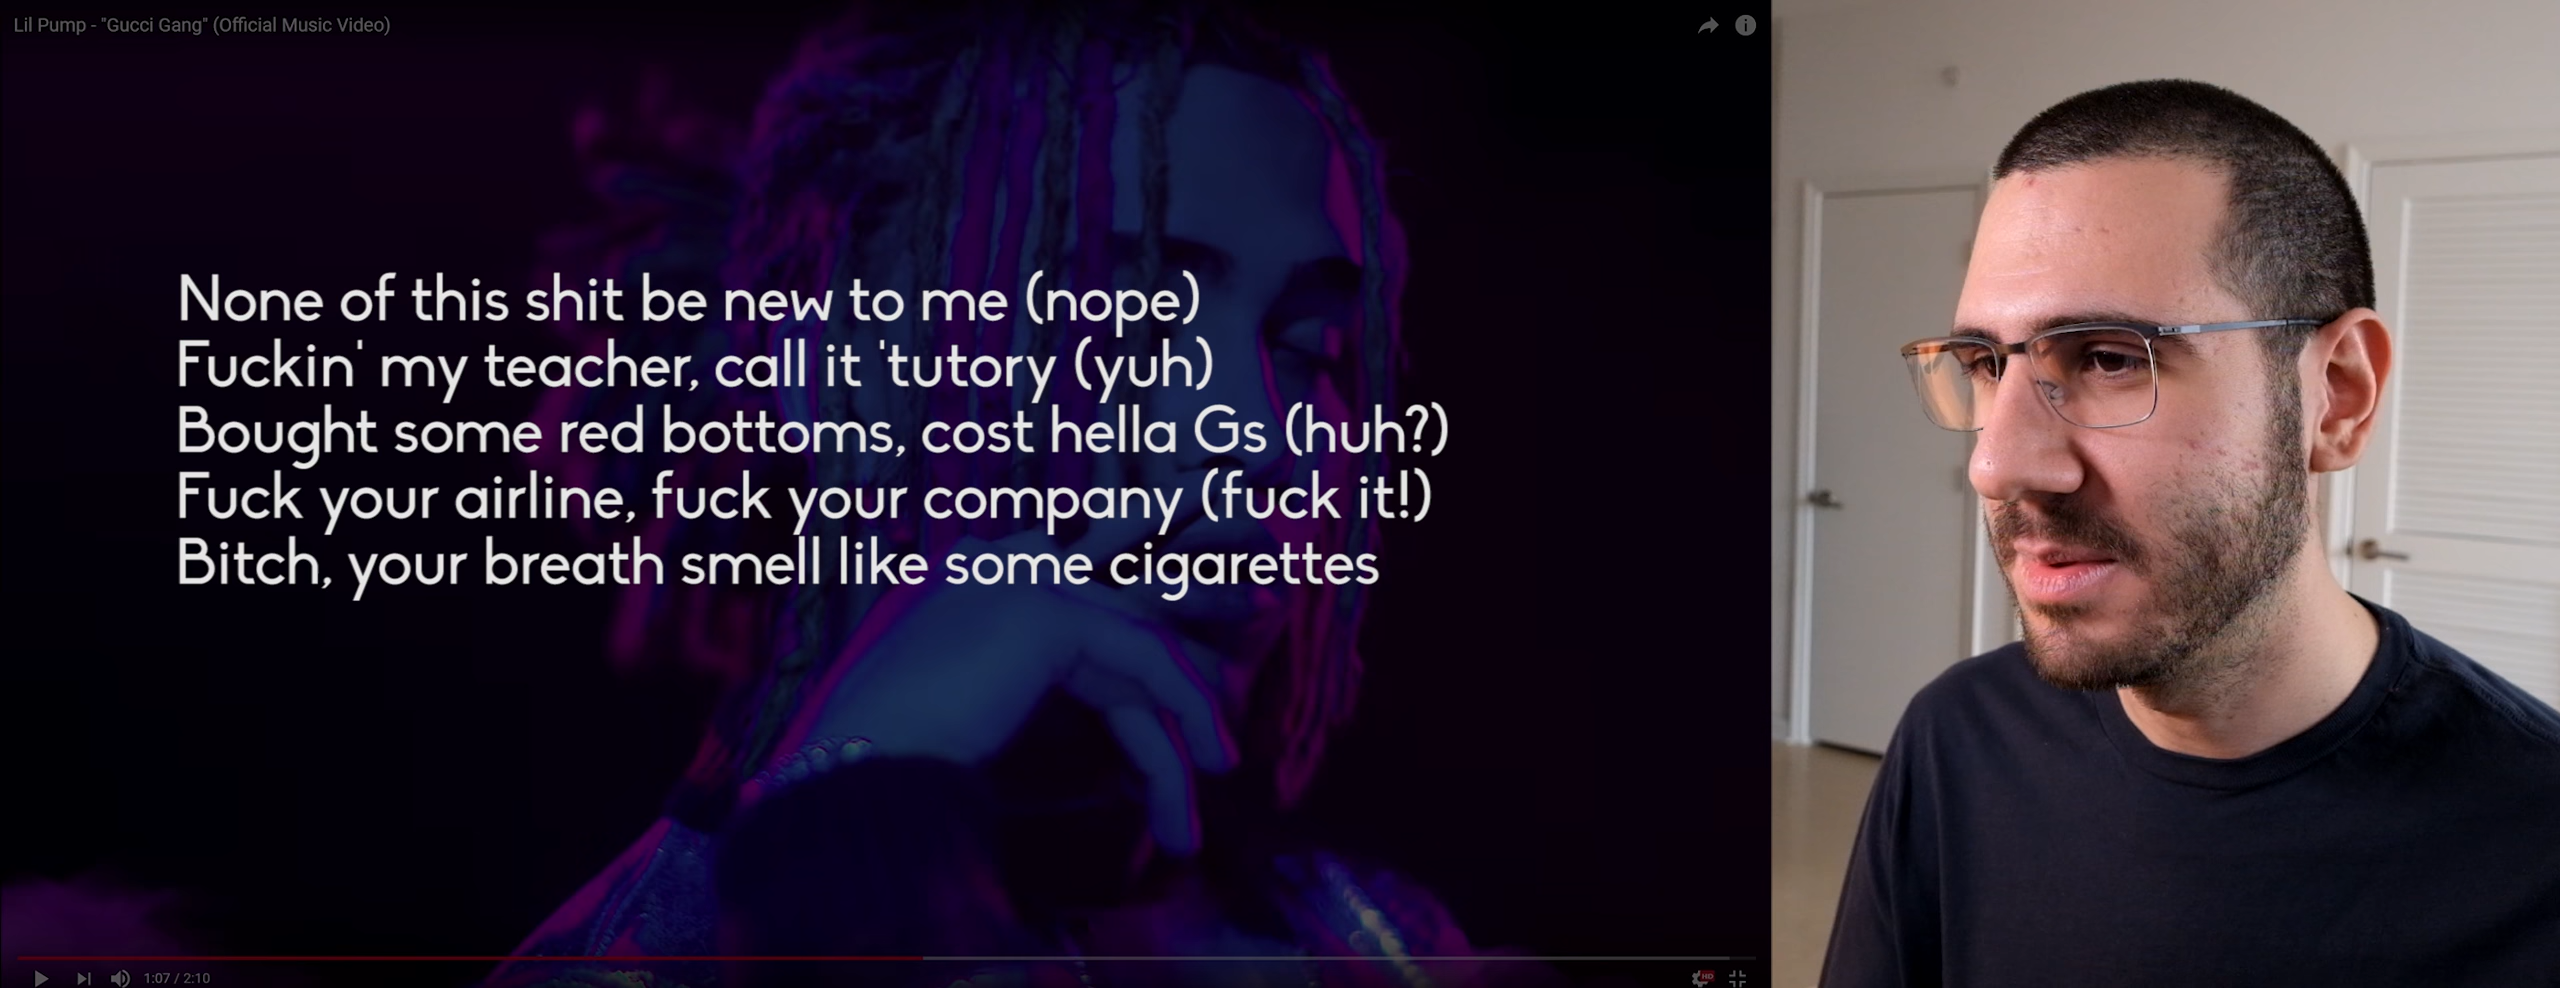 Lil Pump - "Gucci Gang" (Official Music Video)
None of this shit be new to me (nope)
Fuckin' my teacher, call it 'tutory (yuh)
Bought some red bottoms, cost hella Gs (huh?)
Fuck your airline, fuck your company (fuck it!)
Bitch, your breath smell like some cigarettes
1:07 / 2:10
HD